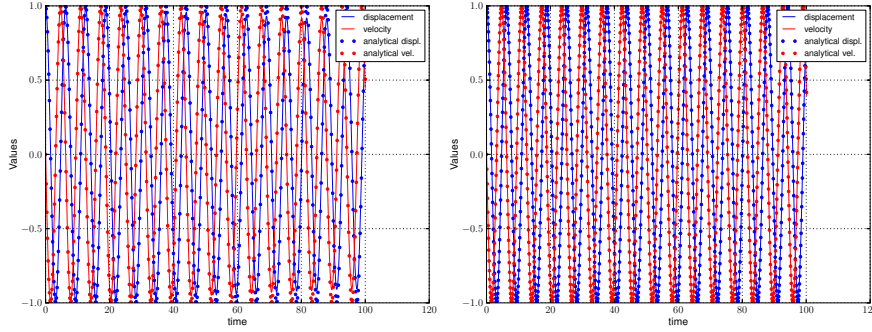 1.0
0.5
0.0
−0.5
−1.0
Values
0 20 40 60 80 100 120
time
displacement
velocity
analytical displ.
analytical vel.
1.0
0.5
0.0
−0.5
−1.0
Values
0 20 40 60 80 100 120
time
displacement
velocity
analytical displ.
analytical vel.